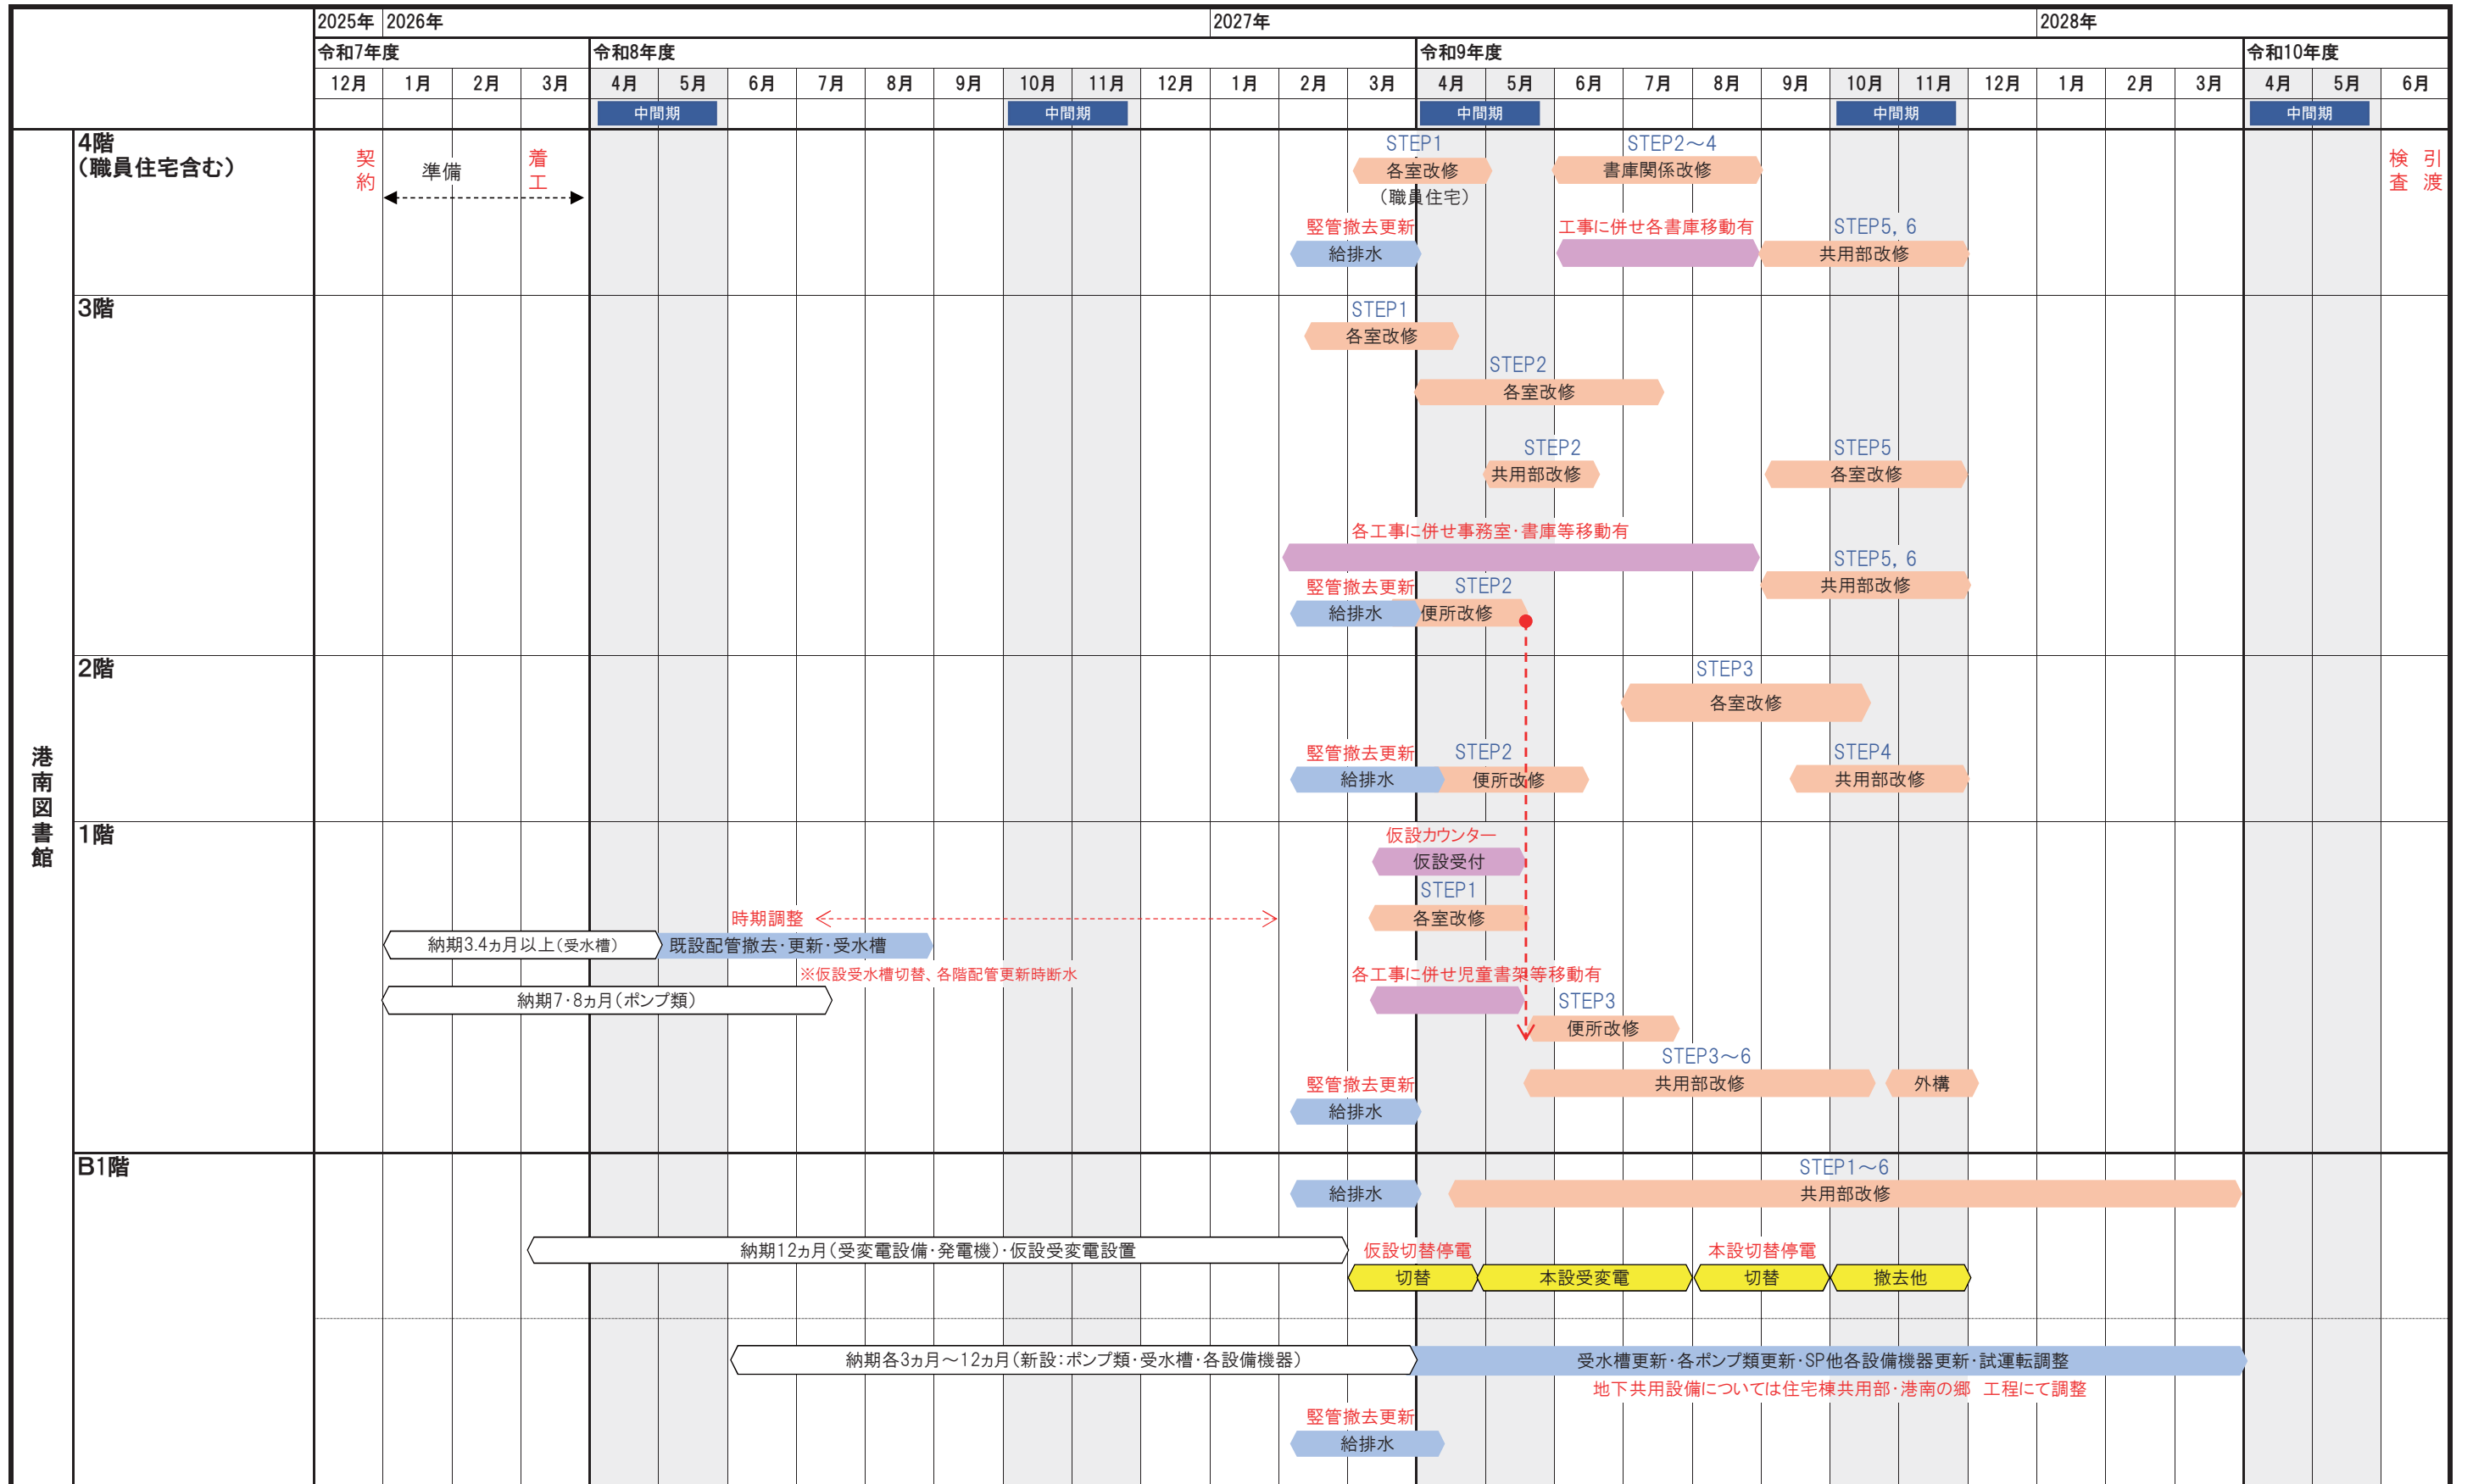 2025年 2026年 2027年 2028年
令和7年度 令和8年度 令和9年度 令和10年度
12月 1月 2月 3月 4月 5月 6月 7月 8月 9月 10月 11月 12月 1月 2月 3月 4月 5月 6月 7月 8月 9月 10月 11月 12月 1月 2月 3月 4月 5月 6月
中間期 中間期 中間期 中間期 中間期
港南図書館
4階
(職員住宅含む)
契約
準備
着工
検査
引渡
STEP1
各室改修
(職員住宅)
STEP2～4
書庫関係改修
竪管撤去更新
給排水
工事に併せ各書庫移動有
STEP5, 6
共用部改修
3階
STEP1
各室改修
STEP2
各室改修
STEP2
共用部改修
STEP5
各室改修
各工事に併せ事務室・書庫等移動有
STEP5, 6
共用部改修
竪管撤去更新
給排水
STEP2
便所改修
2階
STEP3
各室改修
竪管撤去更新
給排水
STEP2
便所改修
STEP4
共用部改修
1階
仮設カウンター
仮設受付
STEP1
各室改修
時期調整
納期3.4ヵ月以上(受水槽)
既設配管撤去・更新・受水槽
※仮設受水槽切替、各階配管更新時断水
各工事に併せ児童書架等移動有
納期7・8ヵ月(ポンプ類)
STEP3
便所改修
STEP3～6
共用部改修
外構
竪管撤去更新
給排水
B1階
STEP1～6
給排水
共用部改修
納期12ヵ月(受変電設備・発電機)・仮設受変電設置
仮設切替停電
本設切替停電
切替
本設受変電
切替
撤去他
納期各3ヵ月～12ヵ月(新設:ポンプ類・受水槽・各設備機器)
受水槽更新・各ポンプ類更新・SP他各設備機器更新・試運転調整
地下共用設備については住宅棟共用部・港南の郷 工程にて調整
竪管撤去更新
給排水